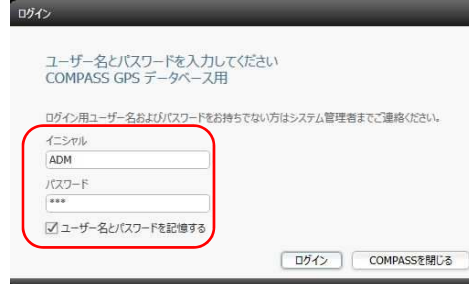 ログイン
ユーザー名とパスワードを入力してください
COMPASS GPS データベース用
ログイン用ユーザー名およびパスワードをお持ちでない方はシステム管理者までご連絡ください。
イニシャル
ADM
パスワード
***
ユーザー名とパスワードを記憶する
ログイン COMPASSを閉じる